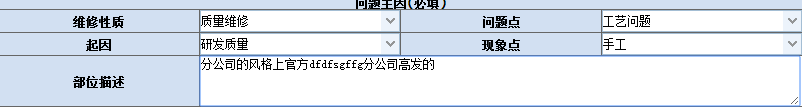 问题主因(必填)
维修性质 质量维修 问题点 工艺问题
起因 研发质量 现象点 手工
部位描述 分公司的风格上官方dfdfsgffg分公司高发的